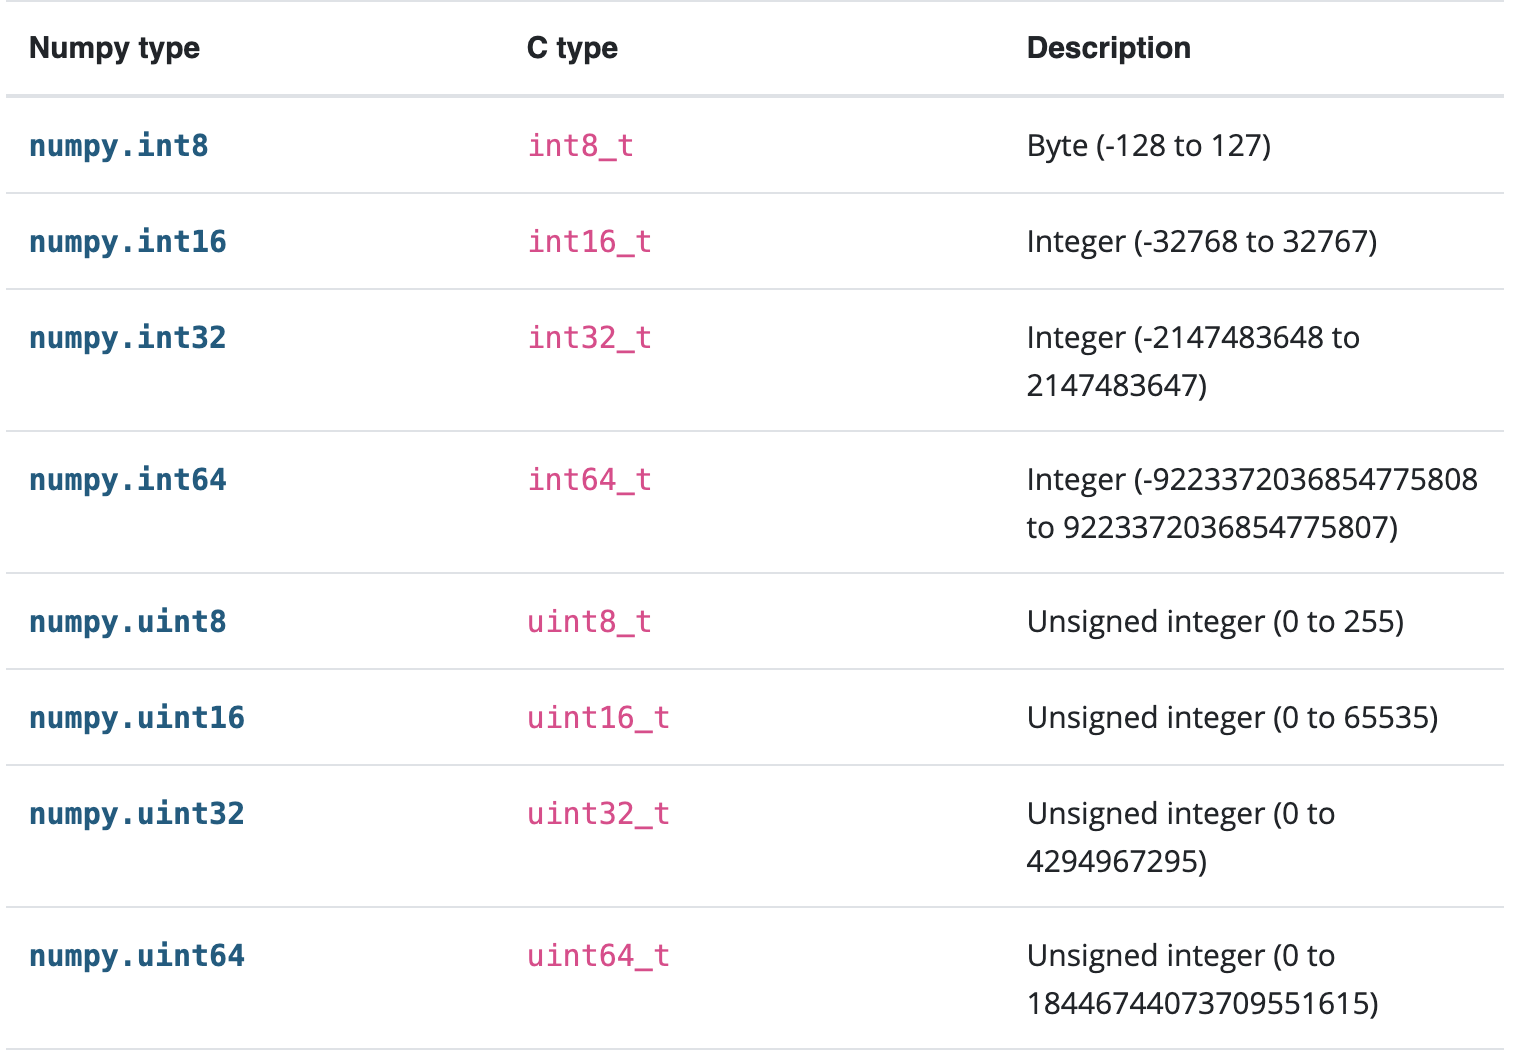 Numpy type C type Description
numpy.int8 int8_t Byte (-128 to 127)
numpy.int16 int16_t Integer (-32768 to 32767)
numpy.int32 int32_t Integer (-2147483648 to
2147483647)
numpy.int64 int64_t Integer (-9223372036854775808
to 9223372036854775807)
numpy.uint8 uint8_t Unsigned integer (0 to 255)
numpy.uint16 uint16_t Unsigned integer (0 to 65535)
numpy.uint32 uint32_t Unsigned integer (0 to
4294967295)
numpy.uint64 uint64_t Unsigned integer (0 to
18446744073709551615)